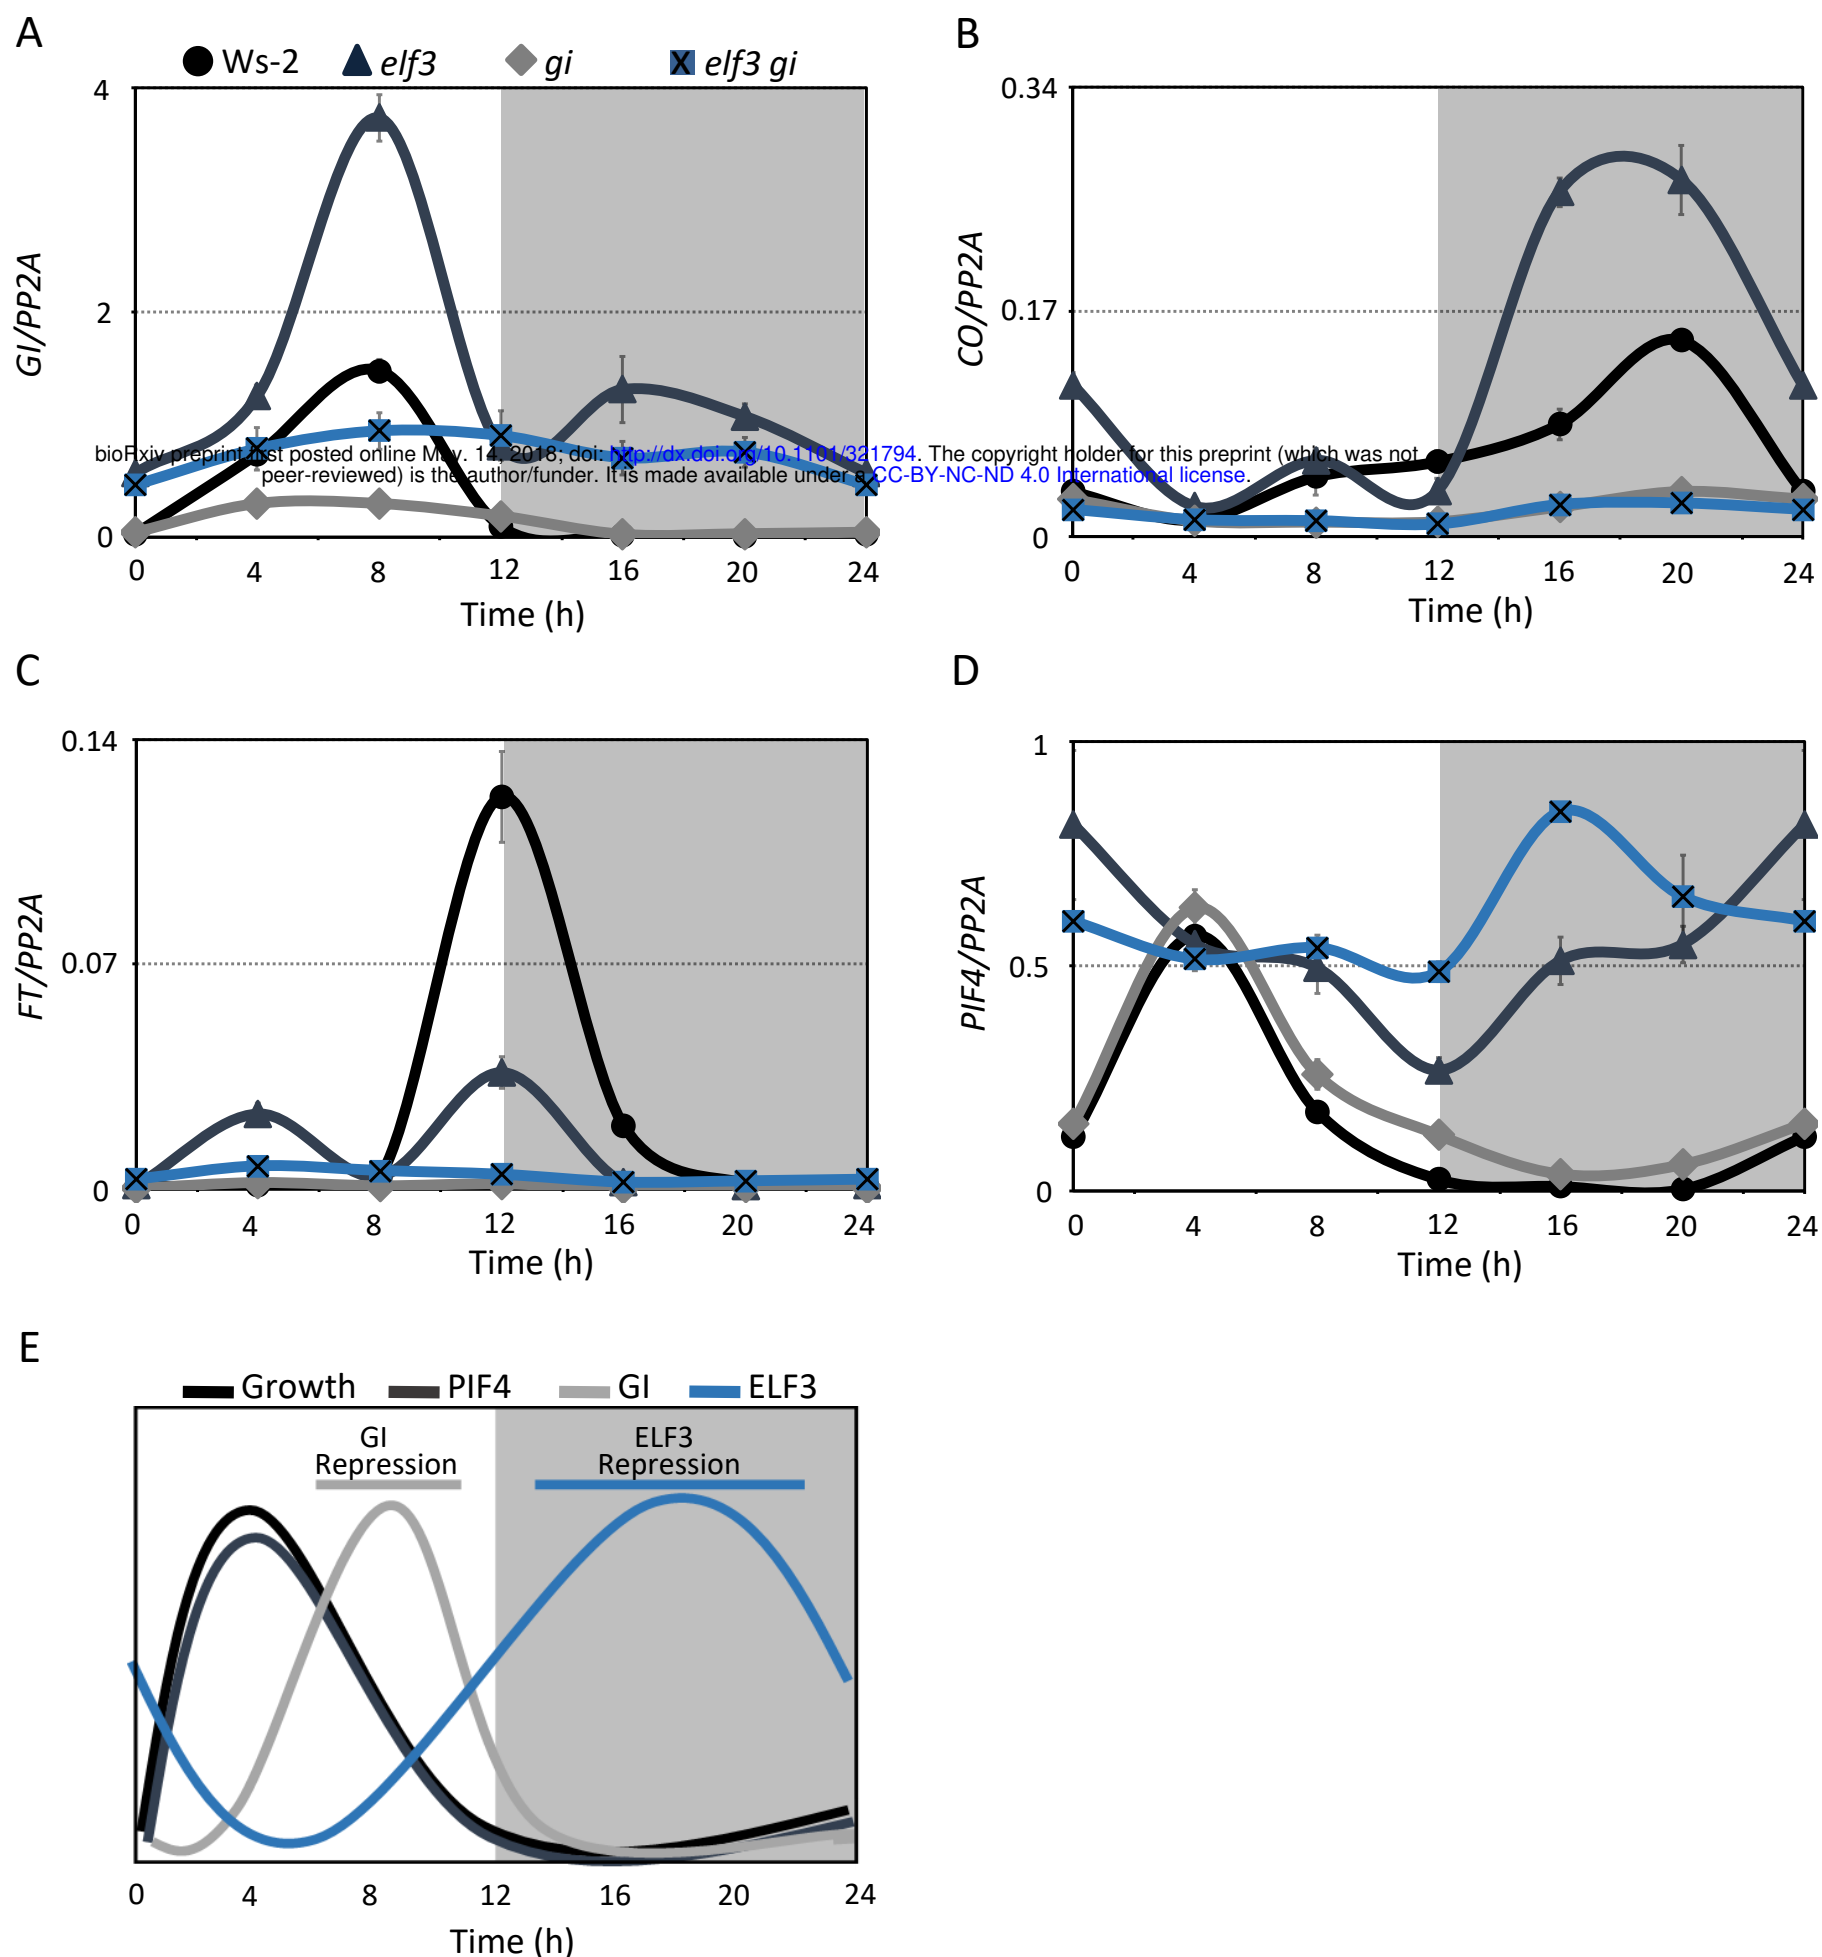 A
B
Ws-2 elf3 gi elf3 gi
4
2
0
GI/PP2A
0 4 8 12 16 20 24
Time (h)
0.34
0.17
0
CO/PP2A
0 4 8 12 16 20 24
Time (h)
bioRxiv preprint first posted online May. 14, 2018; doi: http://dx.doi.org/10.1101/321794. The copyright holder for this preprint (which was not
peer-reviewed) is the author/funder. It is made available under a CC-BY-NC-ND 4.0 International license.
C
D
0.14
0.07
0
FT/PP2A
0 4 8 12 16 20 24
Time (h)
1
0.5
0
PIF4/PP2A
0 4 8 12 16 20 24
Time (h)
E
Growth PIF4 GI ELF3
GI
Repression
ELF3
Repression
0 4 8 12 16 20 24
Time (h)